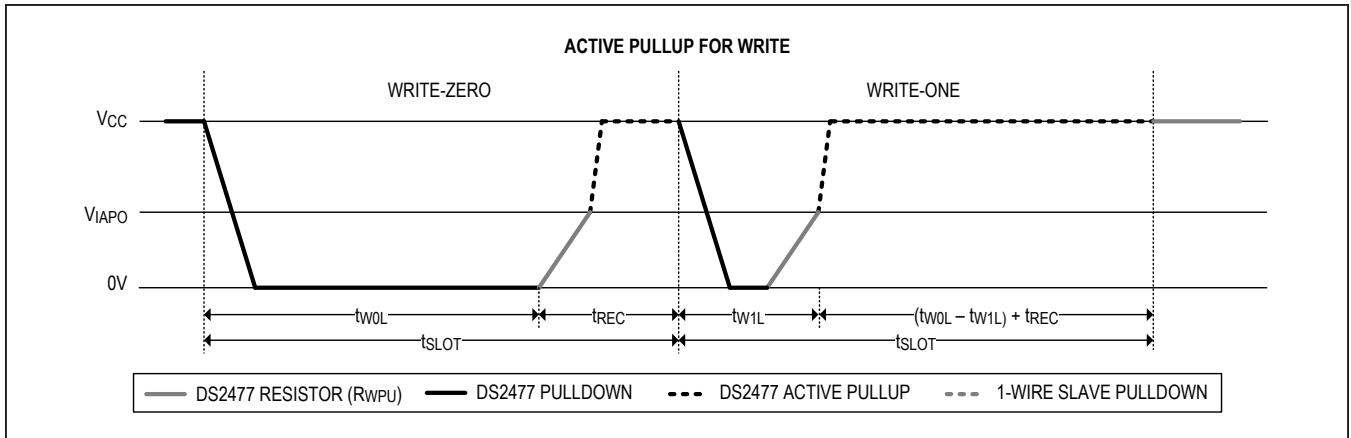 ACTIVE PULLUP FOR WRITE
WRITE-ZERO WRITE-ONE
VCC
VIAPO
0V
tW0L tREC tW1L (tW0L – tW1L) + tREC
tSLOT tSLOT
DS2477 RESISTOR (RWPU) DS2477 PULLDOWN DS2477 ACTIVE PULLUP 1-WIRE SLAVE PULLDOWN